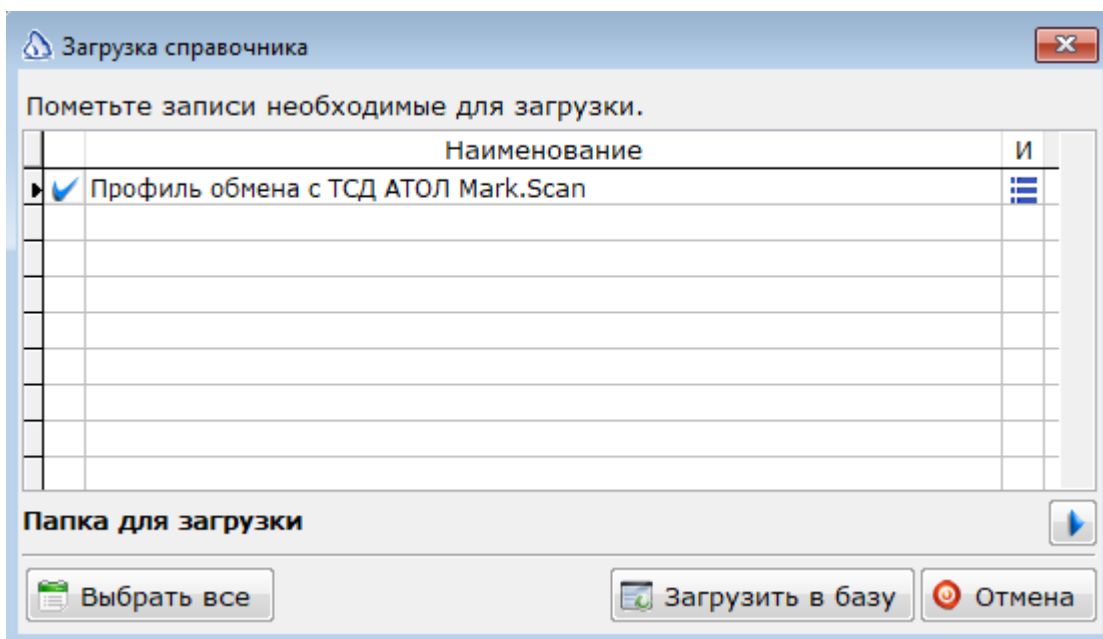 Загрузка справочника
Пометьте записи необходимые для загрузки.
Наименование И
Профиль обмена с ТСД АТОЛ Mark.Scan
Папка для загрузки
Выбрать все Загрузить в базу Отмена